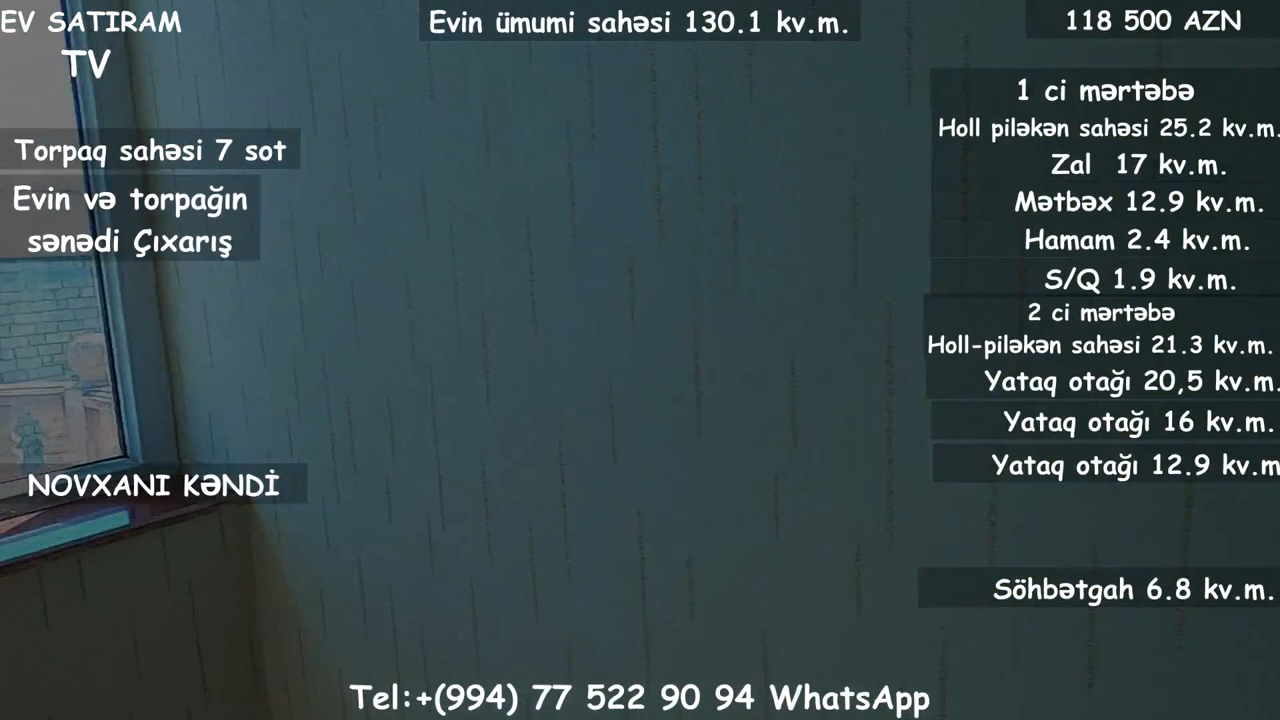 EV SATIRAM
TV
Evin ümumi sahəsi 130.1 kv.m.
118 500 AZN
Torpaq sahəsi 7 sot
Evin və torpağın
sənədi Çıxarış
NOVXANI KƏNDİ
1 ci mərtəbə
Holl piləkən sahəsi 25.2 kv.m.
Zal 17 kv.m.
Mətbəx 12.9 kv.m.
Hamam 2.4 kv.m.
S/Q 1.9 kv.m.
2 ci mərtəbə
Holl-piləkən sahəsi 21.3 kv.m.
Yataq otağı 20,5 kv.m.
Yataq otağı 16 kv.m.
Yataq otağı 12.9 kv.m
Söhbətgah 6.8 kv.m.
Tel:+(994) 77 522 90 94 WhatsApp